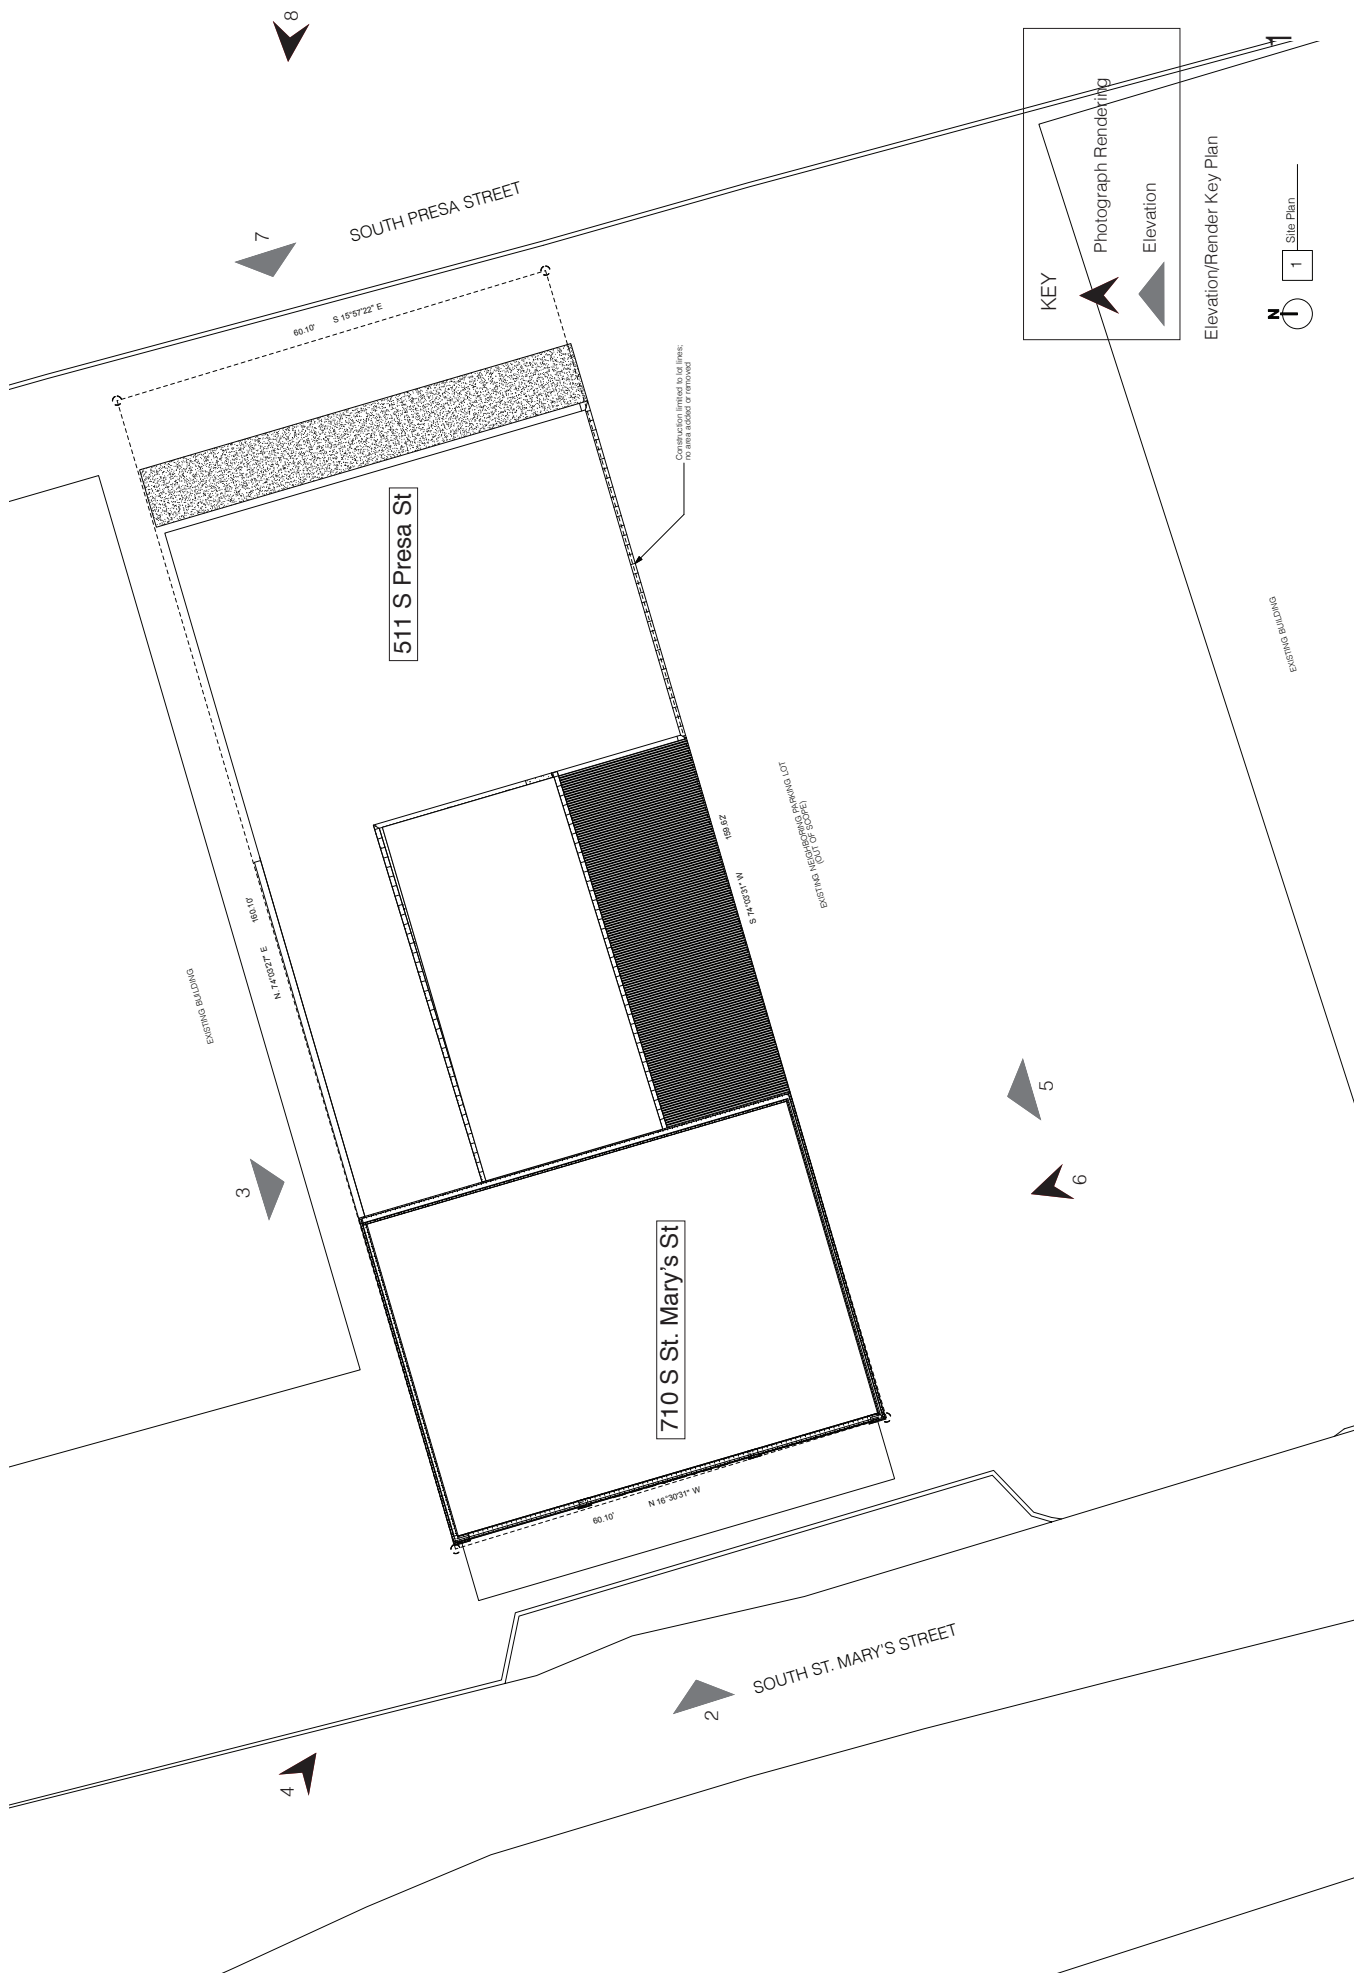 8
7
SOUTH PRESA STREET
60.10'
S 15°57'22" E
Construction limited to lot lines;
no area added or removed
511 S Presa St
EXISTING BUILDING
N 74°03'27" E
160.10'
159.62'
S 74°03'31" W
EXISTING NEIGHBORING PARKING LOT
(OUT OF SCOPE)
EXISTING BUILDING
3
5
6
710 S St. Mary's St
60.10'
N 16°30'31" W
SOUTH ST. MARY'S STREET
2
4
KEY
Photograph Rendering
Elevation
Elevation/Render Key Plan
N
1
Site Plan
1